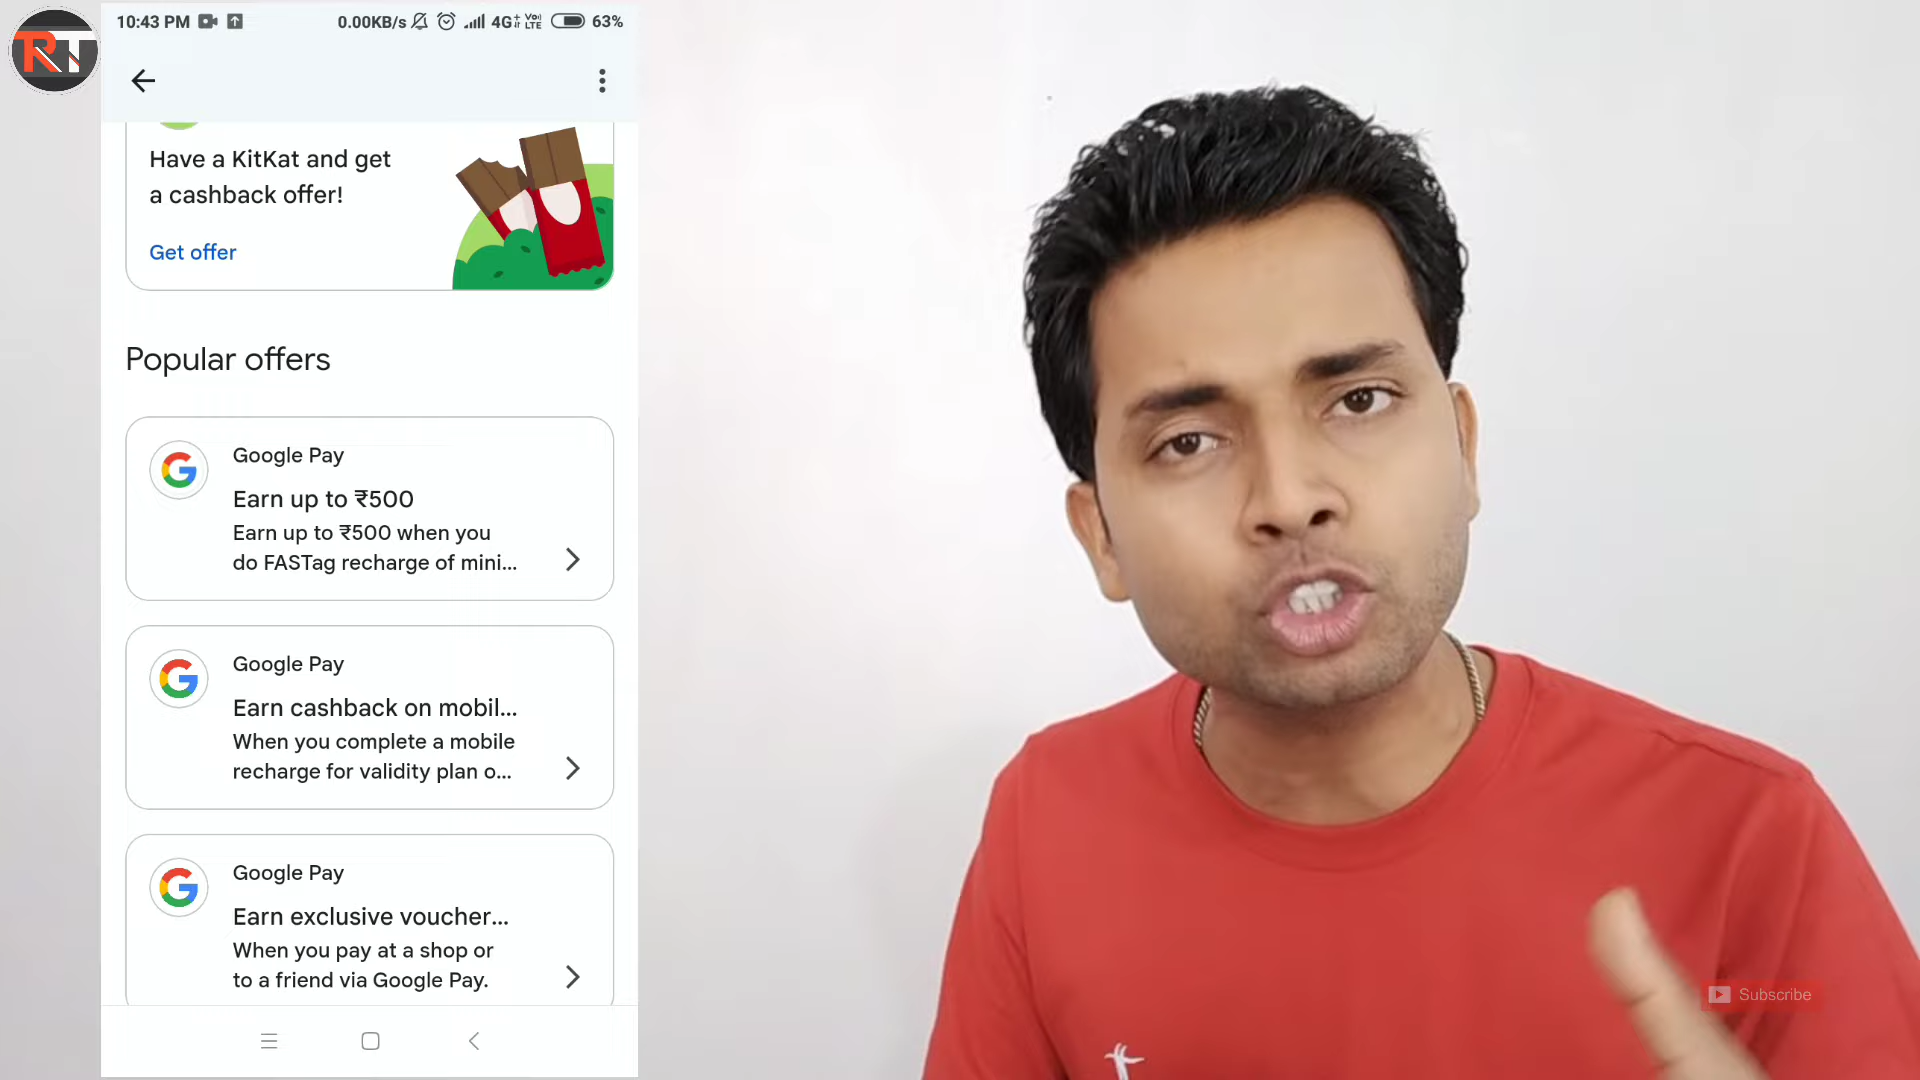 RT
10:43 PM
0.00KB/s 4G+ VoI LTE 63%
Have a KitKat and get
a cashback offer!
Get offer
Popular offers
Google Pay
Earn up to ₹500
Earn up to ₹500 when you
do FASTag recharge of mini...
Google Pay
Earn cashback on mobil...
When you complete a mobile
recharge for validity plan o...
Google Pay
Earn exclusive voucher...
When you pay at a shop or
to a friend via Google Pay.
Subscribe